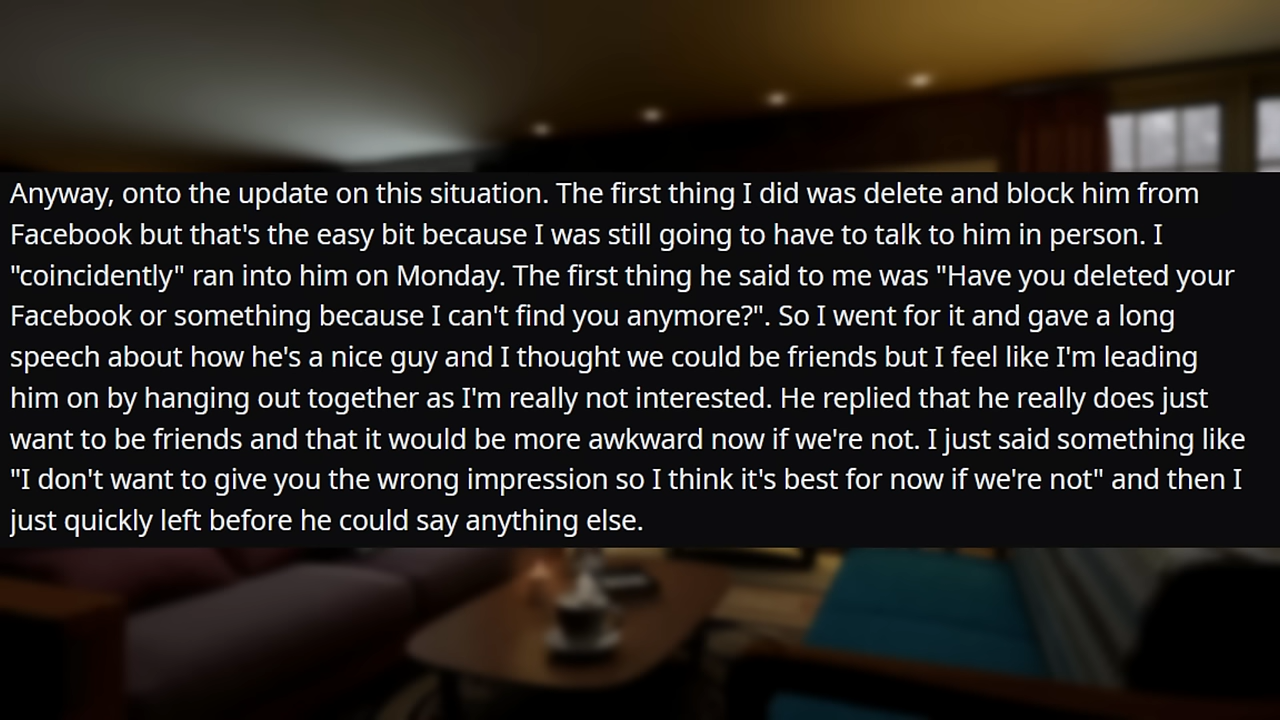 Anyway, onto the update on this situation. The first thing I did was delete and block him from
Facebook but that's the easy bit because I was still going to have to talk to him in person. I
"coincidently" ran into him on Monday. The first thing he said to me was "Have you deleted your
Facebook or something because I can't find you anymore?". So I went for it and gave a long
speech about how he's a nice guy and I thought we could be friends but I feel like I'm leading
him on by hanging out together as I'm really not interested. He replied that he really does just
want to be friends and that it would be more awkward now if we're not. I just said something like
"I don't want to give you the wrong impression so I think it's best for now if we're not" and then I
just quickly left before he could say anything else.